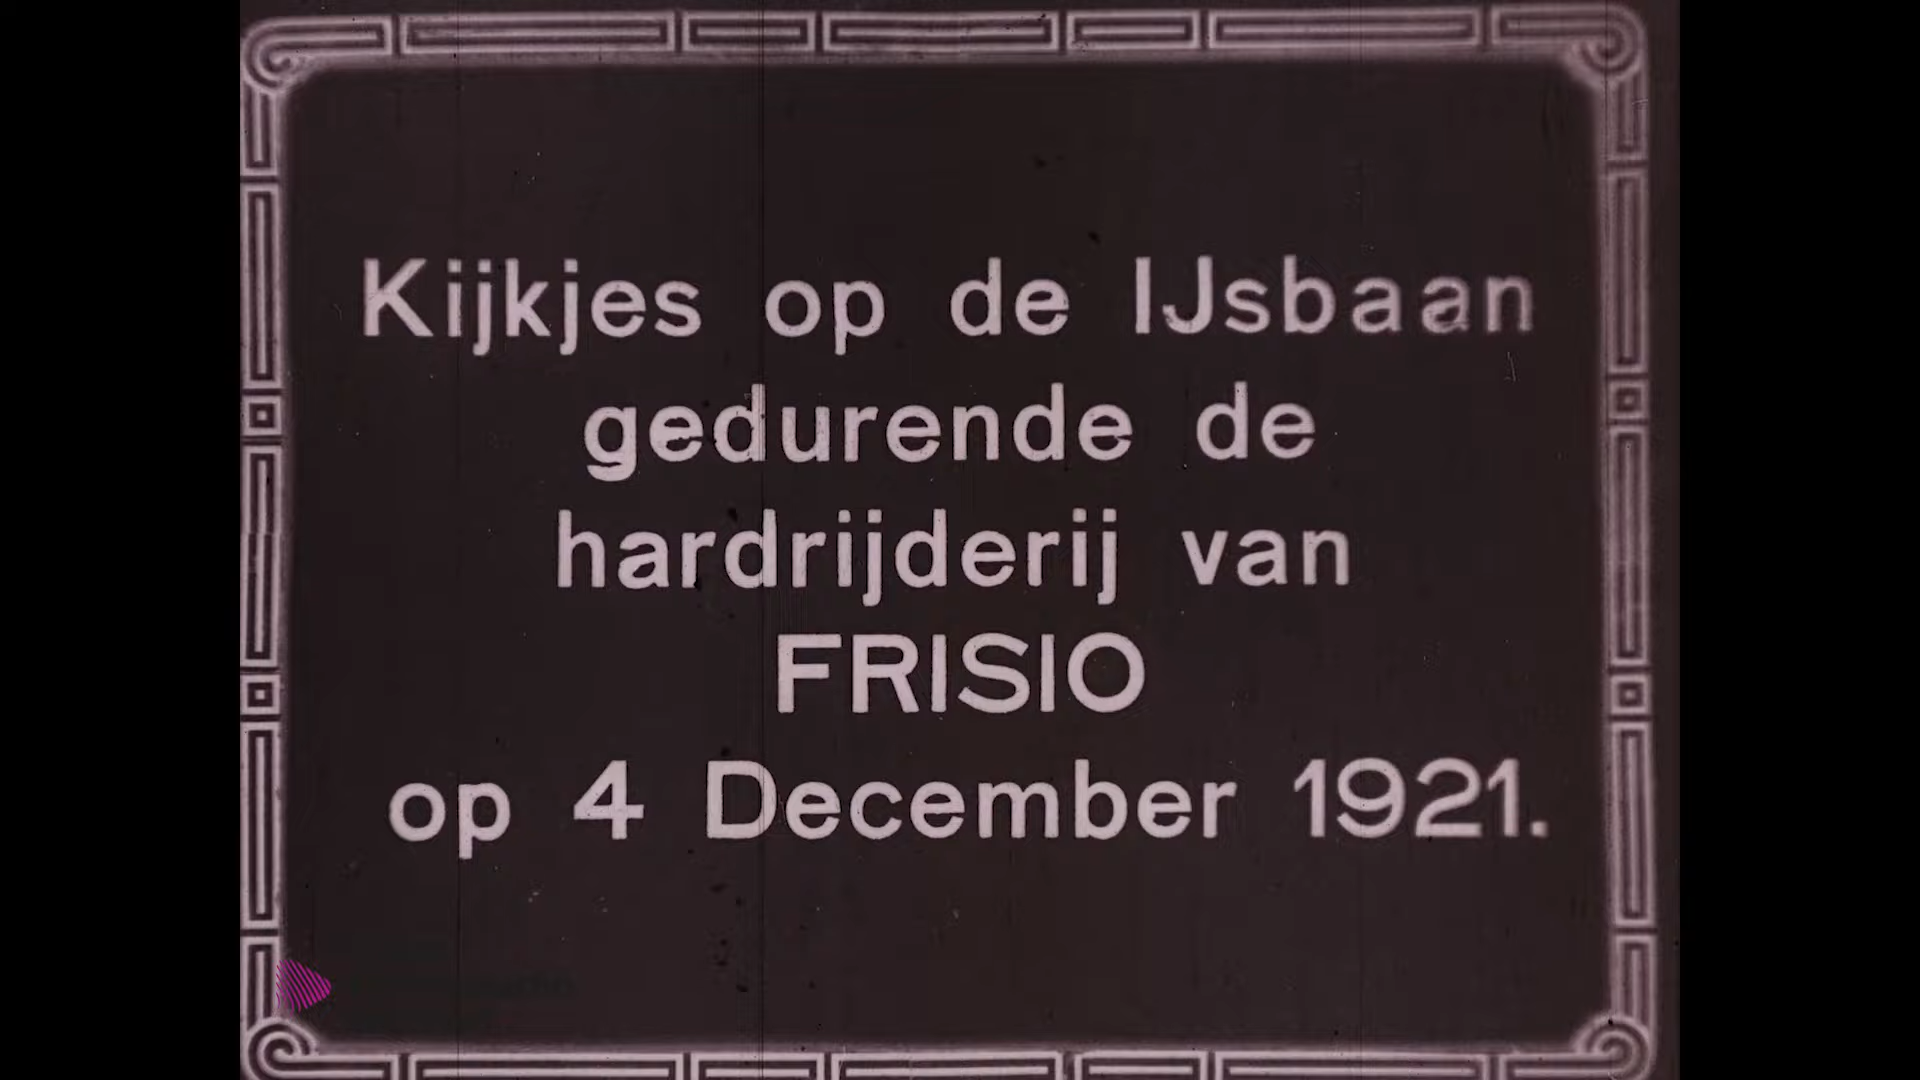 Kijkjes op de IJsbaan
gedurende de
hardrijderij van
FRISIO
op 4 December 1921.